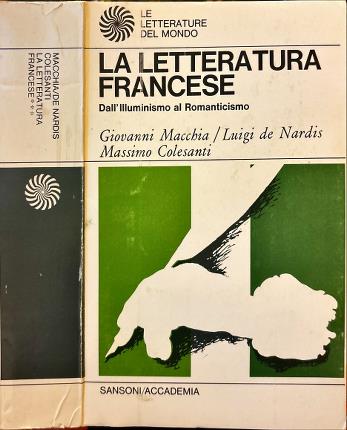 LE
LETTERATURE
DEL MONDO
LA LETTERATURA
FRANCESE
Dall'Illuminismo al Romanticismo
Giovanni Macchia / Luigi de Nardis
Massimo Colesanti
SANSONI/ACCADEMIA
MACCHIA/DE NARDIS
COLESANTI
LA LETTERATURA
FRANCESE***